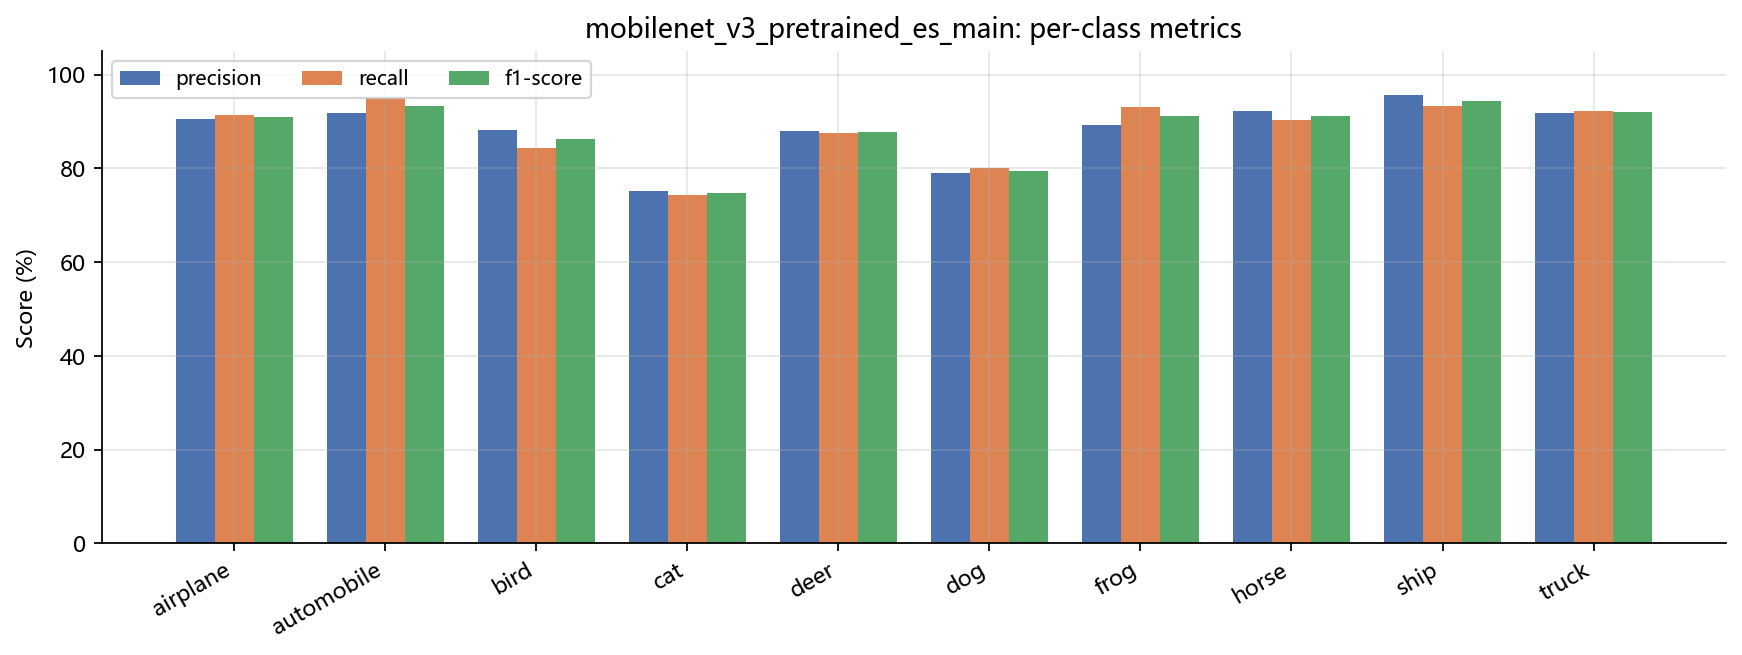 mobilenet_v3_pretrained_es_main: per-class metrics
precision recall f1-score
Score (%)
100
80
60
40
20
0
airplane
automobile
bird
cat
deer
dog
frog
horse
ship
truck